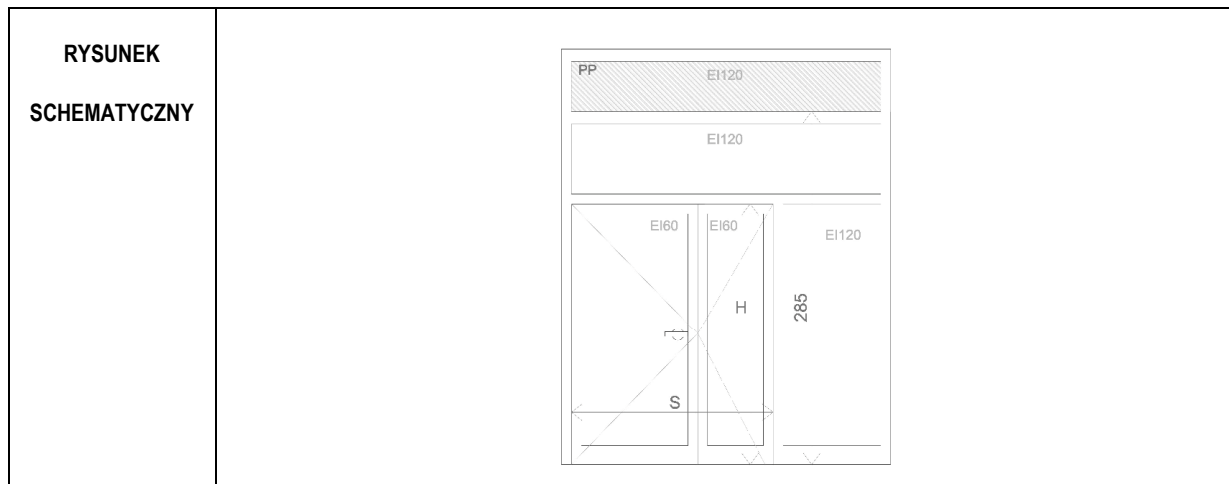 RYSUNEK
SCHEMATYCZNY
PP
EI120
EI120
EI60
EI60
EI120
H
285
S